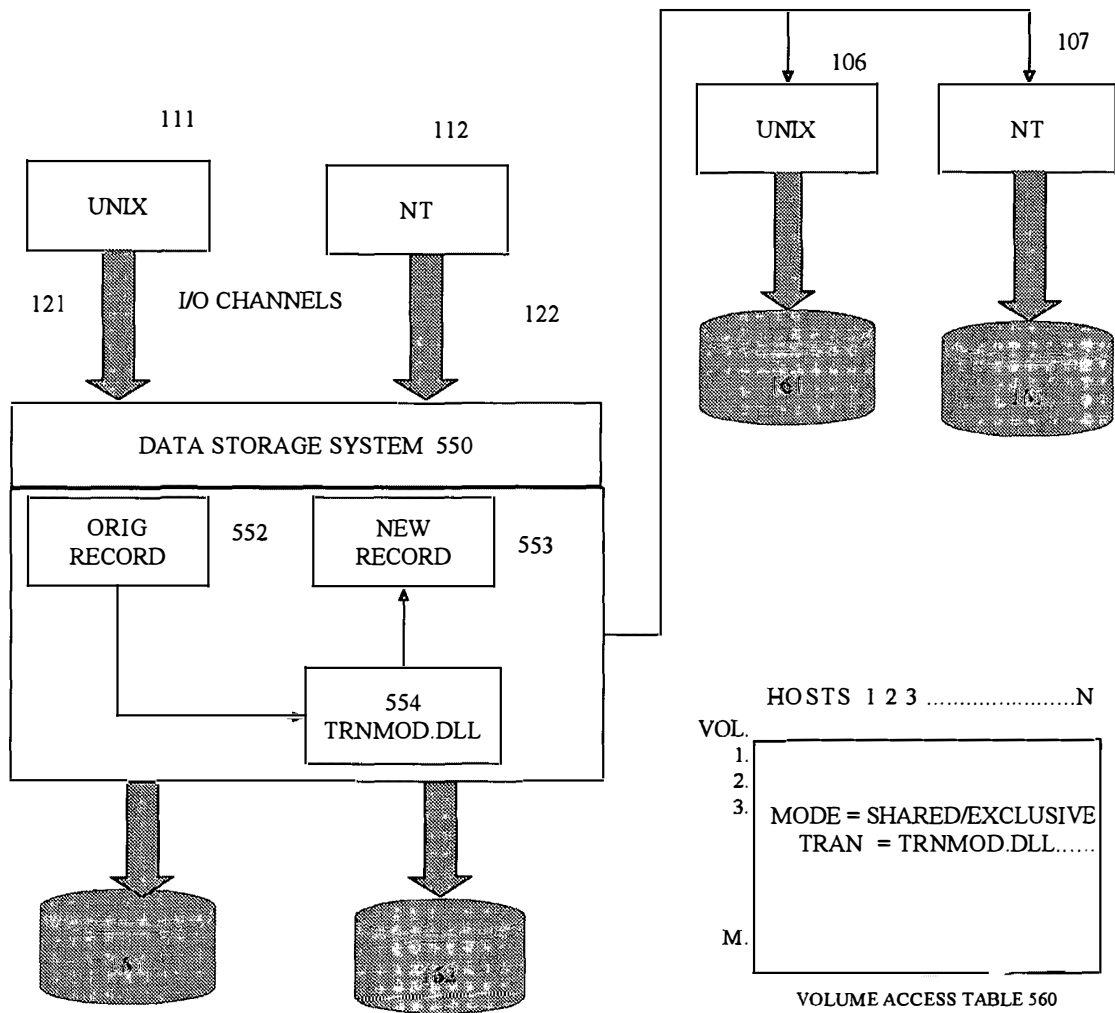 107
106
UNIX
NT
111
112
UNIX
NT
121
I/O CHANNELS
122
DATA STORAGE SYSTEM 550
ORIG
RECORD
552
NEW
RECORD
553
554
TRNMOD.DLL
HOSTS 1 2 3 ......................N
VOL.
1.
2.
3.
MODE = SHARED/EXCLUSIVE
TRAN = TRNMOD.DLL......
M.
VOLUME ACCESS TABLE 560